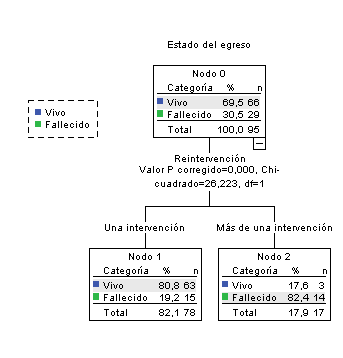 Estado del egreso
Vivo
Fallecido
Nodo 0
Categoría % n
Vivo 69,5 66
Fallecido 30,5 29
Total 100,0 95
Reintervención
Valor P corregido=0,000, Chi-
cuadrado=26,223, df=1
Una intervención
Más de una intervención
Nodo 1
Categoría % n
Vivo 80,8 63
Fallecido 19,2 15
Total 82,1 78
Nodo 2
Categoría % n
Vivo 17,6 3
Fallecido 82,4 14
Total 17,9 17